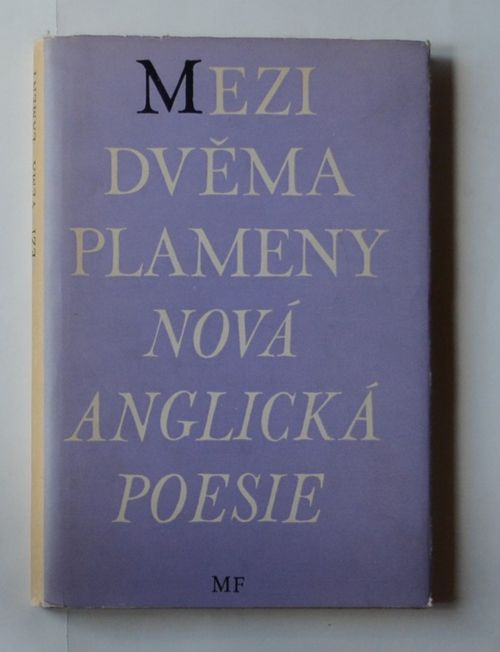 MEZI
DVĚMA
PLAMENY
NOVÁ
ANGLICKÁ
POESIE
MF